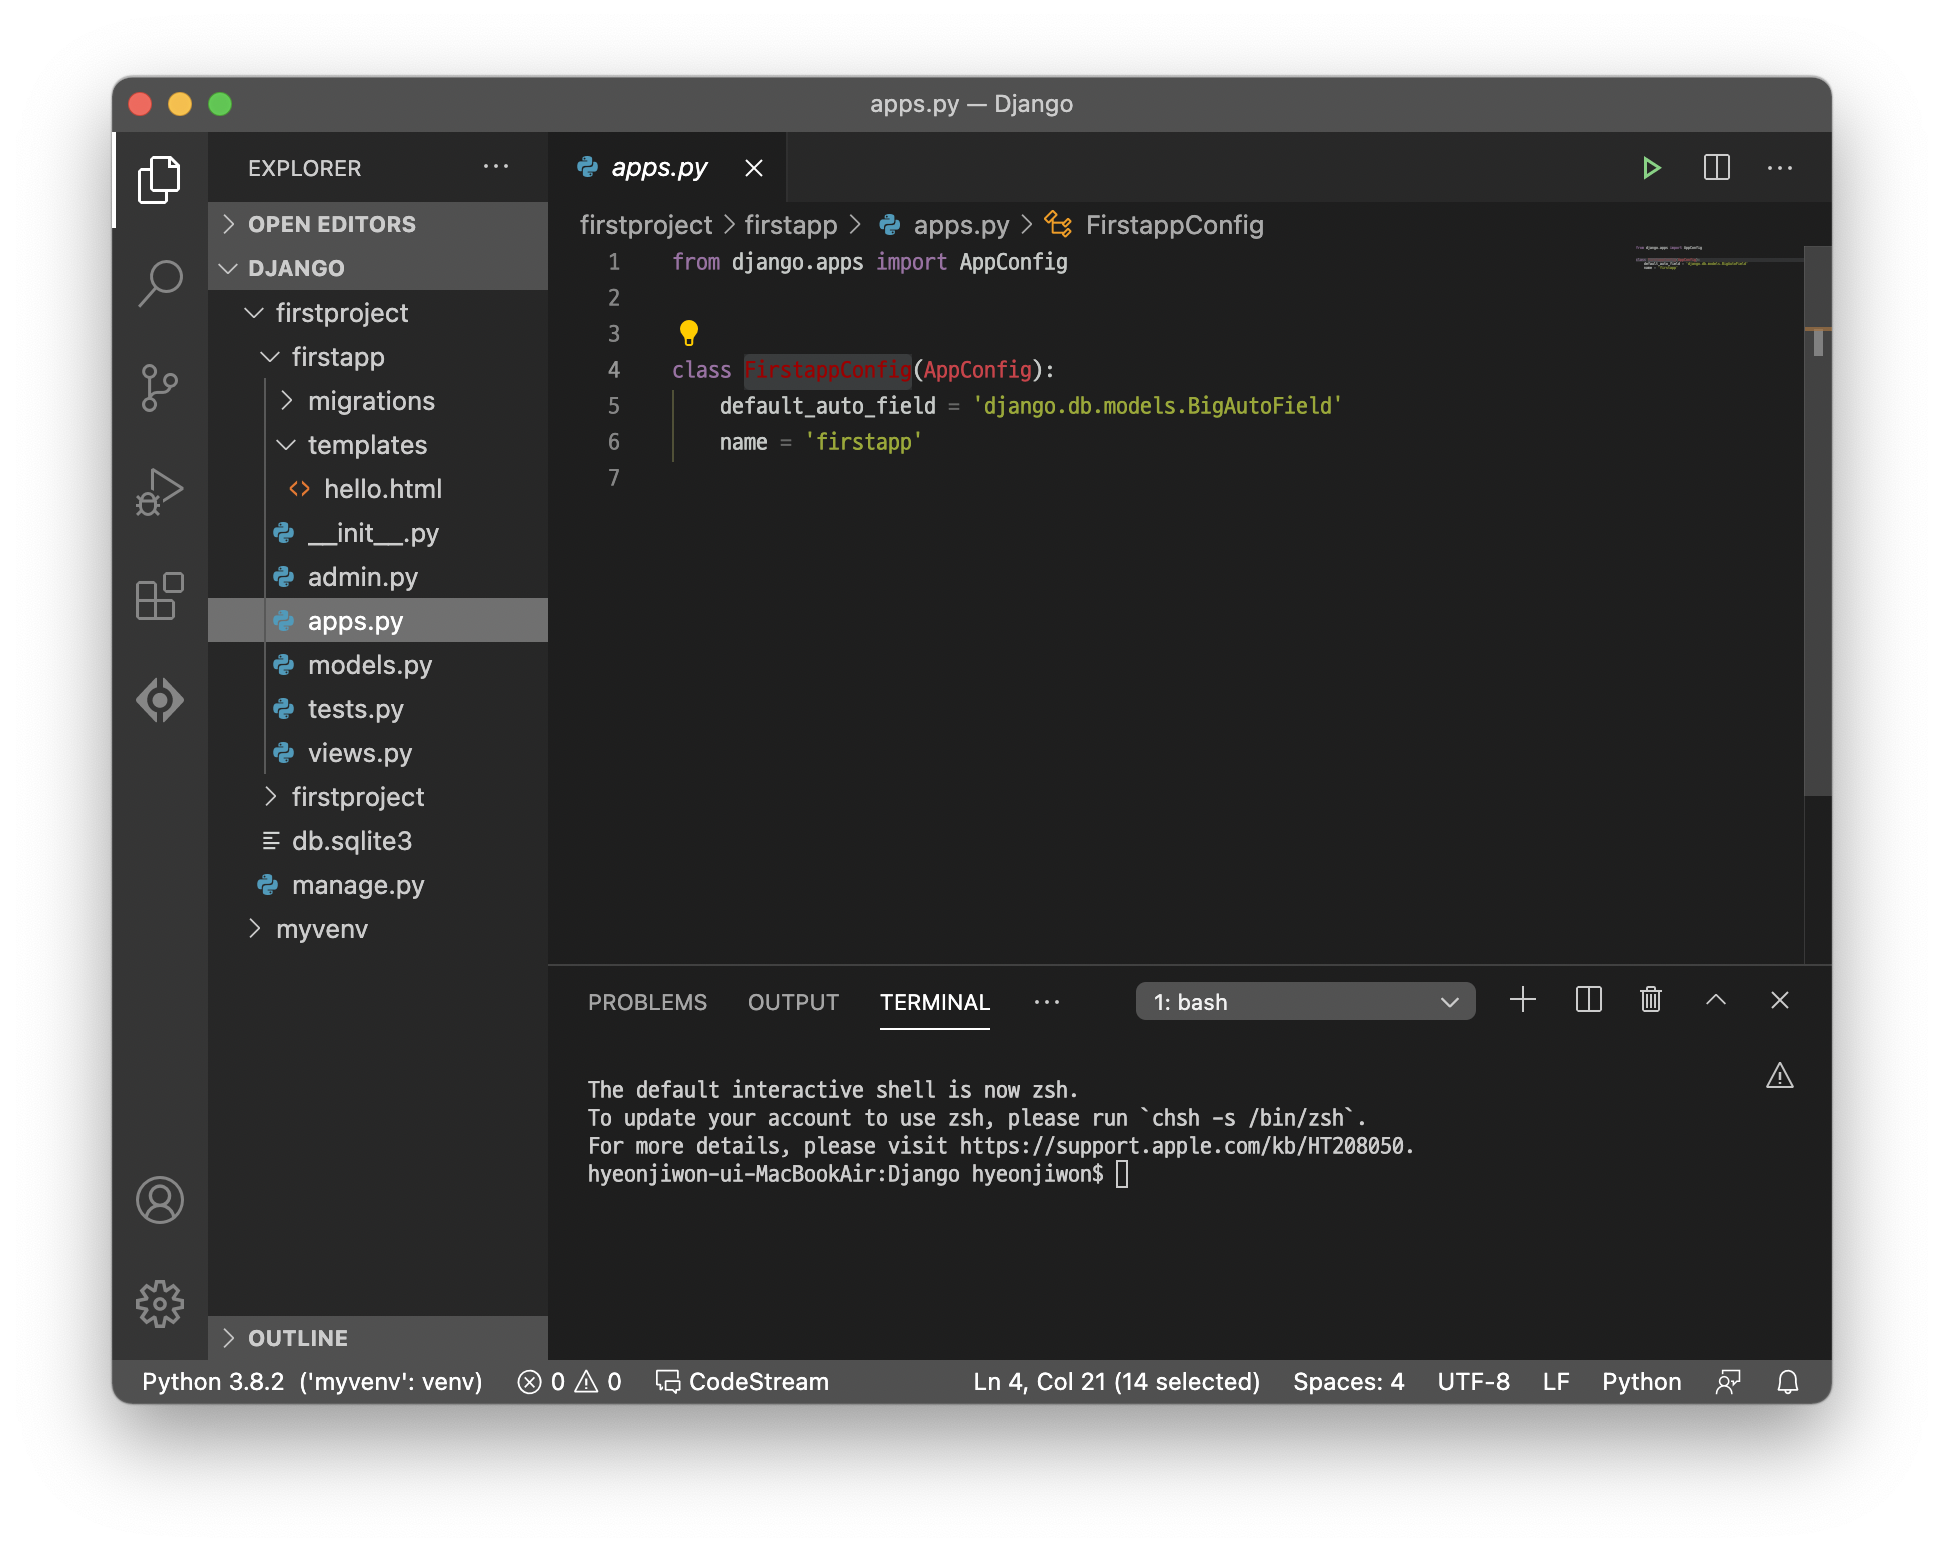 apps.py — Django
EXPLORER
OPEN EDITORS
DJANGO
firstproject
firstapp
migrations
templates
hello.html
__init__.py
admin.py
apps.py
models.py
tests.py
views.py
firstproject
db.sqlite3
manage.py
myvenv
OUTLINE
apps.py
firstproject > firstapp > apps.py > FirstappConfig
1 from django.apps import AppConfig
2
3
4 class FirstappConfig(AppConfig):
5     default_auto_field = 'django.db.models.BigAutoField'
6     name = 'firstapp'
7
PROBLEMS OUTPUT TERMINAL 1: bash
The default interactive shell is now zsh.
To update your account to use zsh, please run `chsh -s /bin/zsh`.
For more details, please visit https://support.apple.com/kb/HT208050.
hyeonjiwon-ui-MacBookAir:Django hyeonjiwon$
Python 3.8.2 ('myvenv': venv) 0 0 CodeStream Ln 4, Col 21 (14 selected) Spaces: 4 UTF-8 LF Python